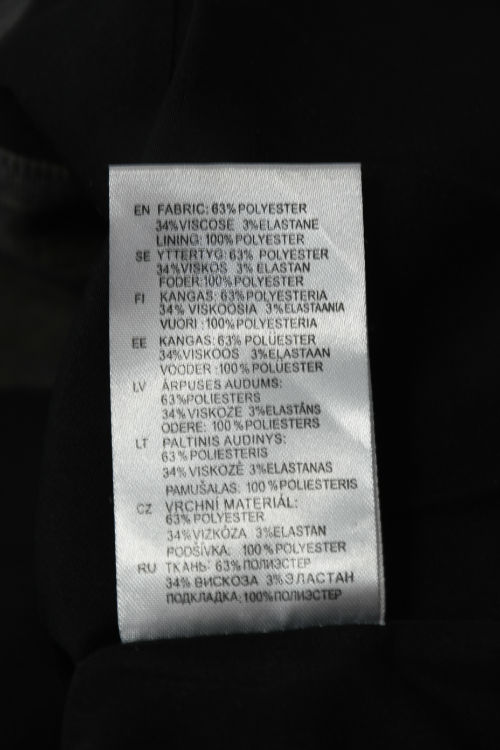 EN FABRIC: 63% POLYESTER
34% VISCOSE 3% ELASTANE
LINING: 100% POLYESTER
SE YTTERTYG: 63% POLYESTER
34% VISKOS 3% ELASTAN
FODER: 100% POLYESTER
FI KANGAS: 63% POLYESTERIA
34% VISKOOSIA 3% ELASTAANIA
VUORI: 100% POLYESTERIA
EE KANGAS: 63% POLÜESTER
34% VISKOOS 3% ELASTAAN
VOODER: 100% POLÜESTER
LV ĀRPUSES AUDUMS:
63% POLIESTERS
34% VISKOZE 3% ELASTĀNS
ODERE: 100% POLIESTERS
LT PALTINIS AUDINYS:
63% POLIESTERIS
34% VISKOZĖ 3% ELASTANAS
PAMUŠALAS: 100% POLIESTERIS
CZ VRCHNÍ MATERIÁL:
63% POLYESTER
34% VIZKÓZA 3% ELASTAN
PODŠÍVKA: 100% POLYESTER
RU ТКАНЬ: 63% ПОЛИЭСТЕР
34% ВИСКОЗА 3% ЭЛАСТАН
ПОДКЛАДКА: 100% ПОЛИЭСТЕР